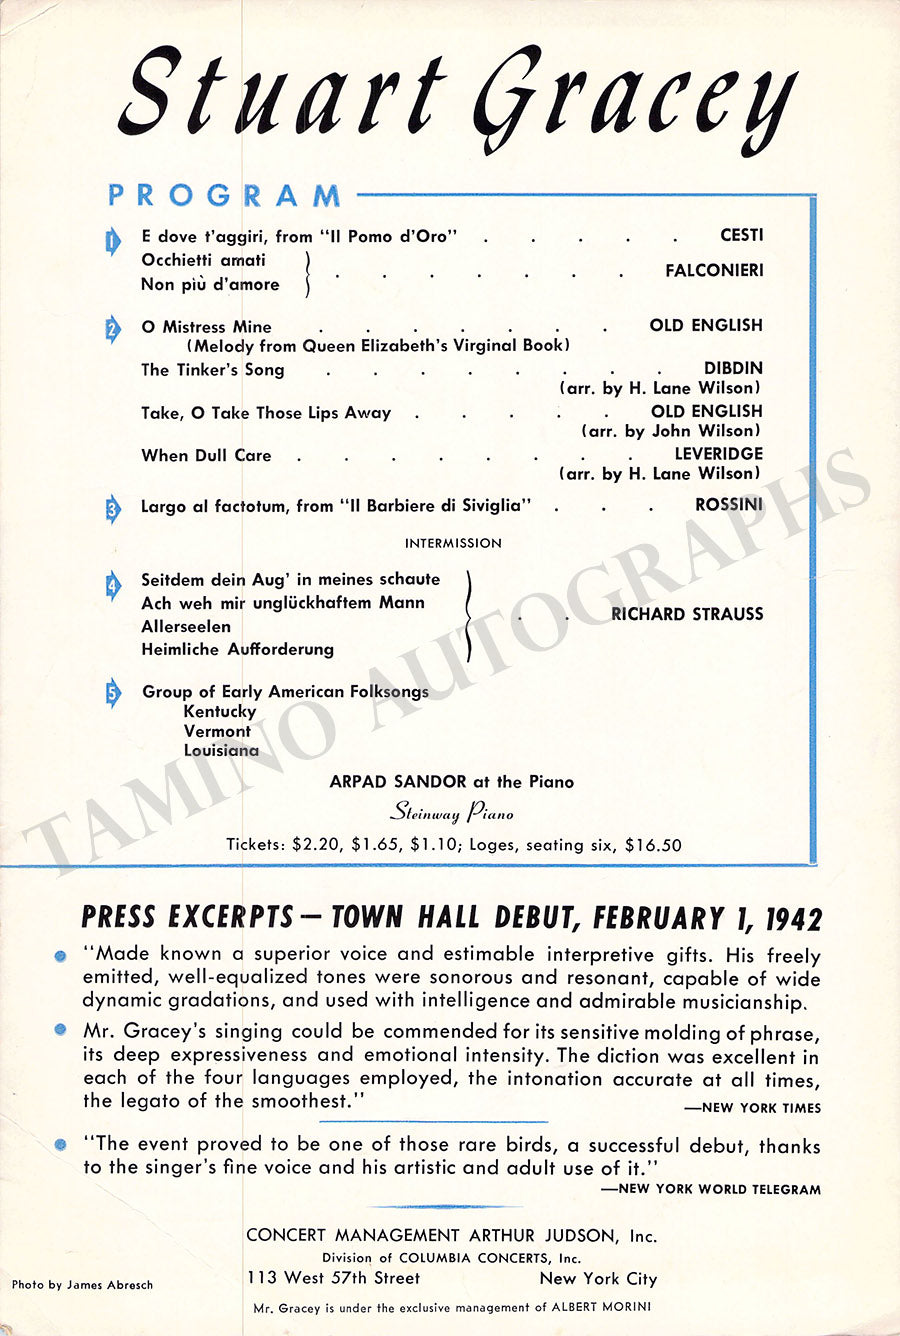 Stuart Gracey
PROGRAM
1 E dove t'aggiri, from "Il Pomo d'Oro" . . . . . CESTI
Occhietti amati
Non più d'amore } . . . . . . . FALCONIERI
2 O Mistress Mine . . . . . . . OLD ENGLISH
(Melody from Queen Elizabeth's Virginal Book)
The Tinker's Song . . . . . . . . DIBDIN
(arr. by H. Lane Wilson)
Take, O Take Those Lips Away . . . . . OLD ENGLISH
(arr. by John Wilson)
When Dull Care . . . . . . . . LEVERIDGE
(arr. by H. Lane Wilson)
3 Largo al factotum, from "Il Barbiere di Siviglia" . . . ROSSINI
INTERMISSION
4 Seitdem dein Aug' in meines schaute
Ach weh mir unglückhaftem Mann
Allerseelen
Heimliche Aufforderung } . . RICHARD STRAUSS
5 Group of Early American Folksongs
Kentucky
Vermont
Louisiana
ARPAD SANDOR at the Piano
Steinway Piano
Tickets: $2.20, $1.65, $1.10; Loges, seating six, $16.50
PRESS EXCERPTS — TOWN HALL DEBUT, FEBRUARY 1, 1942
"Made known a superior voice and estimable interpretive gifts. His freely
emitted, well-equalized tones were sonorous and resonant, capable of wide
dynamic gradations, and used with intelligence and admirable musicianship.
Mr. Gracey's singing could be commended for its sensitive molding of phrase,
its deep expressiveness and emotional intensity. The diction was excellent in
each of the four languages employed, the intonation accurate at all times,
the legato of the smoothest."
—NEW YORK TIMES
"The event proved to be one of those rare birds, a successful debut, thanks
to the singer's fine voice and his artistic and adult use of it."
—NEW YORK WORLD TELEGRAM
CONCERT MANAGEMENT ARTHUR JUDSON, Inc.
Division of COLUMBIA CONCERTS, Inc.
113 West 57th Street New York City
Photo by James Abresch
Mr. Gracey is under the exclusive management of ALBERT MORINI
TAMINO AUTOGRAPHS